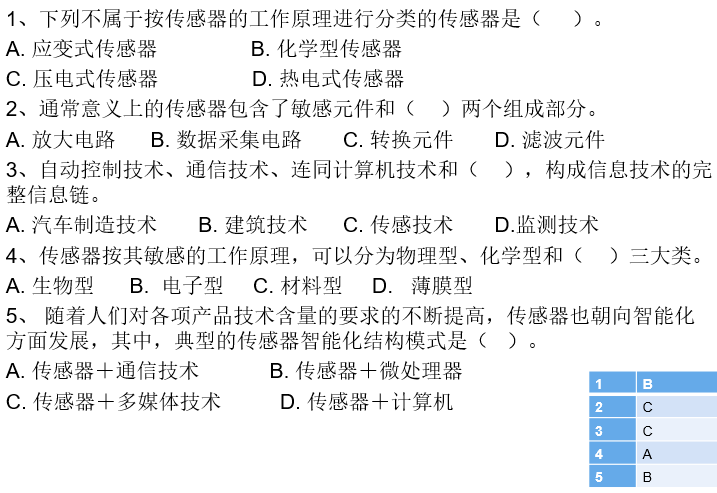 1、下列不属于按传感器的工作原理进行分类的传感器是（ ）。
A. 应变式传感器 B. 化学型传感器
C. 压电式传感器 D. 热电式传感器
2、通常意义上的传感器包含了敏感元件和（ ）两个组成部分。
A. 放大电路 B. 数据采集电路 C. 转换元件 D. 滤波元件
3、自动控制技术、通信技术、连同计算机技术和（ ），构成信息技术的完
整信息链。
A. 汽车制造技术 B. 建筑技术 C. 传感技术 D.监测技术
4、传感器按其敏感的工作原理，可以分为物理型、化学型和（ ）三大类。
A. 生物型 B. 电子型 C. 材料型 D. 薄膜型
5、 随着人们对各项产品技术含量的要求的不断提高，传感器也朝向智能化
方面发展，其中，典型的传感器智能化结构模式是（ ）。
A. 传感器＋通信技术 B. 传感器＋微处理器
C. 传感器＋多媒体技术 D. 传感器＋计算机
1 B
2 C
3 C
4 A
5 B